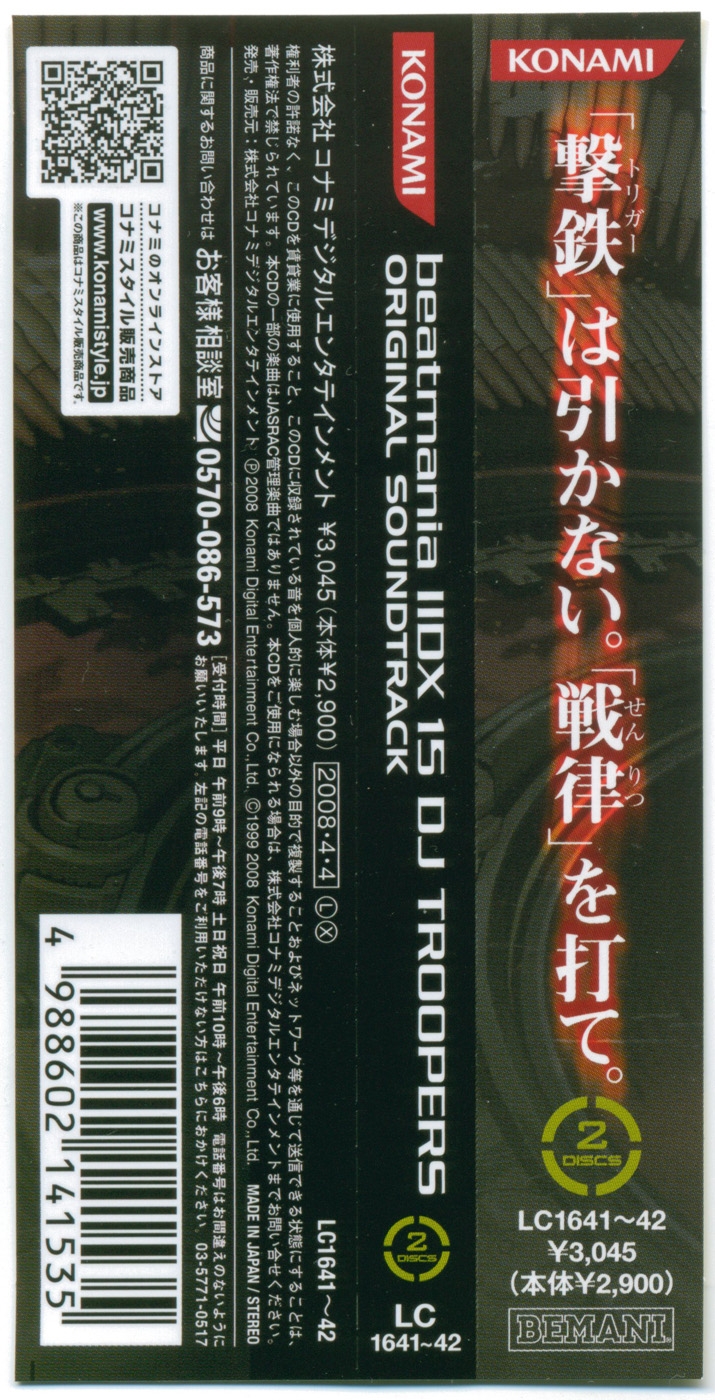 KONAMI
「撃鉄」は引かない。「戦律」を打て。
トリガー
せんりつ
2
DISCS
LC1641～42
¥3,045
（本体¥2,900）
BEMANI
KONAMI
beatmania IIDX 15 DJ TROOPERS
ORIGINAL SOUNDTRACK
2
DISCS
LC
1641~42
株式会社コナミデジタルエンタテインメント ¥3,045（本体¥2,900） 2008・4・4 Ⓛ Ⓧ LC1641～42
権利者の許諾なく、このCDを賃貸業に使用すること、このCDに収録されている音を個人的に楽しむ場合以外の目的で複製することおよびネットワーク等を通じて送信できる状態にすることは、
著作権法で禁じられています。本CDの一部の楽曲はJASRAC管理楽曲ではありません。本CDをご使用になられる場合は、株式会社コナミデジタルエンタテインメントまでお問い合せください。
発売・販売元：株式会社コナミデジタルエンタテインメント Ⓟ2008 Konami Digital Entertainment Co.,Ltd. ©1999 2008 Konami Digital Entertainment Co.,Ltd. MADE IN JAPAN / STEREO
商品に関するお問い合わせは お客様相談室 0570-086-573
［受付時間］平日 午前9時～午後7時 土日祝日 午前10時～午後6時 電話番号はお間違えのないように
お願いいたします。左記の電話番号をご利用いただけない方はこちらにおかけください。03-5771-0517
コナミのオンラインストア
コナミスタイル販売商品
www.konamistyle.jp
※この商品はコナミスタイル販売商品です。
4 988602 141535